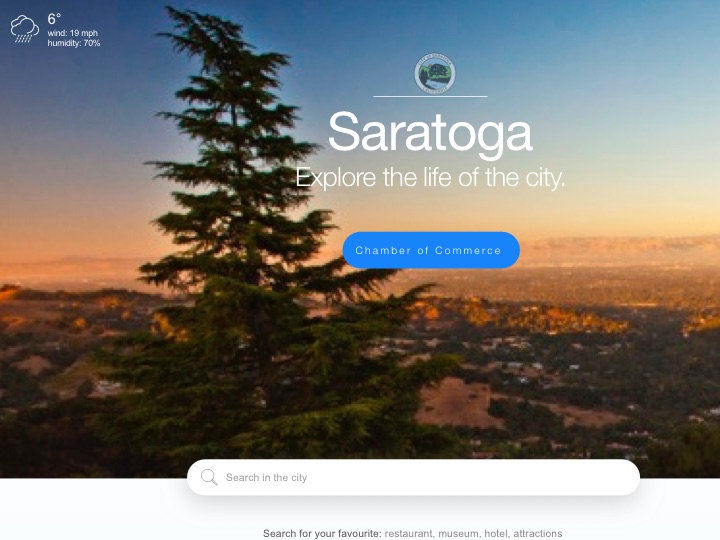 6°
wind: 19 mph
humidity: 70%
Saratoga
Explore the life of the city.
Chamber of Commerce
Search in the city
Search for your favourite: restaurant, museum, hotel, attractions